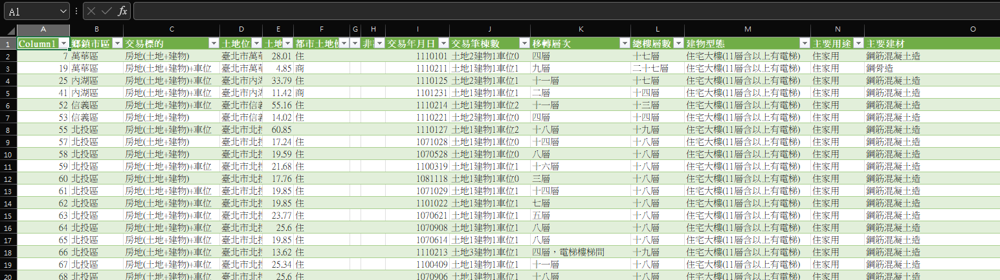 A1 fx
A B C D E F G H I J K L M N O
1 Column1 鄉鎮市區 交易標的 土地位 土地 都市土地使 非 交易年月日 交易筆棟數 移轉層次 總樓層數 建物型態 主要用途 主要建材
2 7 萬華區 房地(土地+建物) 臺北市萬華 28.01 住 1110101 土地2建物1車位0 四層 十七層 住宅大樓(11層含以上有電梯) 住家用 鋼筋混凝土造
3 19 萬華區 房地(土地+建物)+車位 臺北市萬華 4.85 商 1110211 土地1建物1車位1 九層 二十七層 住宅大樓(11層含以上有電梯) 住家用 鋼骨造
4 25 內湖區 房地(土地+建物)+車位 臺北市內湖 33.79 住 1110125 土地2建物1車位1 十一層 十七層 住宅大樓(11層含以上有電梯) 住家用 鋼筋混凝土造
5 41 內湖區 房地(土地+建物)+車位 臺北市內湖 11.42 商 1101231 土地1建物1車位1 二層 十四層 住宅大樓(11層含以上有電梯) 住家用 鋼筋混凝土造
6 52 信義區 房地(土地+建物)+車位 臺北市信義 55.16 住 1110214 土地2建物1車位2 十一層 十三層 住宅大樓(11層含以上有電梯) 住家用 鋼筋混凝土造
7 53 信義區 房地(土地+建物) 臺北市信義 14.02 住 1110221 土地2建物1車位0 四層 十四層 住宅大樓(11層含以上有電梯) 住家用 鋼筋混凝土造
8 55 北投區 房地(土地+建物)+車位 臺北市北投 60.85 1110127 土地1建物1車位2 十八層 十九層 住宅大樓(11層含以上有電梯) 住家用 鋼筋混凝土造
9 57 北投區 房地(土地+建物) 臺北市北投 17.24 住 1071028 土地1建物1車位0 十四層 十八層 住宅大樓(11層含以上有電梯) 住家用 鋼筋混凝土造
10 58 北投區 房地(土地+建物) 臺北市北投 19.59 住 1070528 土地1建物1車位0 八層 十八層 住宅大樓(11層含以上有電梯) 住家用 鋼筋混凝土造
11 59 北投區 房地(土地+建物)+車位 臺北市北投 21.68 住 1100319 土地1建物1車位1 十六層 十八層 住宅大樓(11層含以上有電梯) 住家用 鋼筋混凝土造
12 60 北投區 房地(土地+建物) 臺北市北投 17.76 住 1081118 土地1建物1車位0 三層 十八層 住宅大樓(11層含以上有電梯) 住家用 鋼筋混凝土造
13 61 北投區 房地(土地+建物)+車位 臺北市北投 19.85 住 1071029 土地1建物1車位1 十四層 十八層 住宅大樓(11層含以上有電梯) 住家用 鋼筋混凝土造
14 62 北投區 房地(土地+建物)+車位 臺北市北投 19.85 住 1101022 土地1建物1車位1 七層 十八層 住宅大樓(11層含以上有電梯) 住家用 鋼筋混凝土造
15 63 北投區 房地(土地+建物)+車位 臺北市北投 23.77 住 1070621 土地1建物1車位1 五層 十八層 住宅大樓(11層含以上有電梯) 住家用 鋼筋混凝土造
16 64 北投區 房地(土地+建物)+車位 臺北市北投 25.6 住 1070908 土地1建物1車位1 八層 十八層 住宅大樓(11層含以上有電梯) 住家用 鋼筋混凝土造
17 65 北投區 房地(土地+建物)+車位 臺北市北投 19.85 住 1070614 土地1建物1車位1 八層 十八層 住宅大樓(11層含以上有電梯) 住家用 鋼筋混凝土造
18 66 北投區 房地(土地+建物)+車位 臺北市北投 13.62 住 1110213 土地3建物1車位1 四層，電梯樓梯間 十九層 住宅大樓(11層含以上有電梯) 住家用 鋼筋混凝土造
19 67 北投區 房地(土地+建物)+車位 臺北市北投 25.34 住 1100409 土地1建物1車位1 十一層 十八層 住宅大樓(11層含以上有電梯) 住家用 鋼筋混凝土造
20 68 北投區 房地(土地+建物)+車位 臺北市北投 25.6 住 1070906 土地1建物1車位1 十八層 十八層 住宅大樓(11層含以上有電梯) 住家用 鋼筋混凝土造